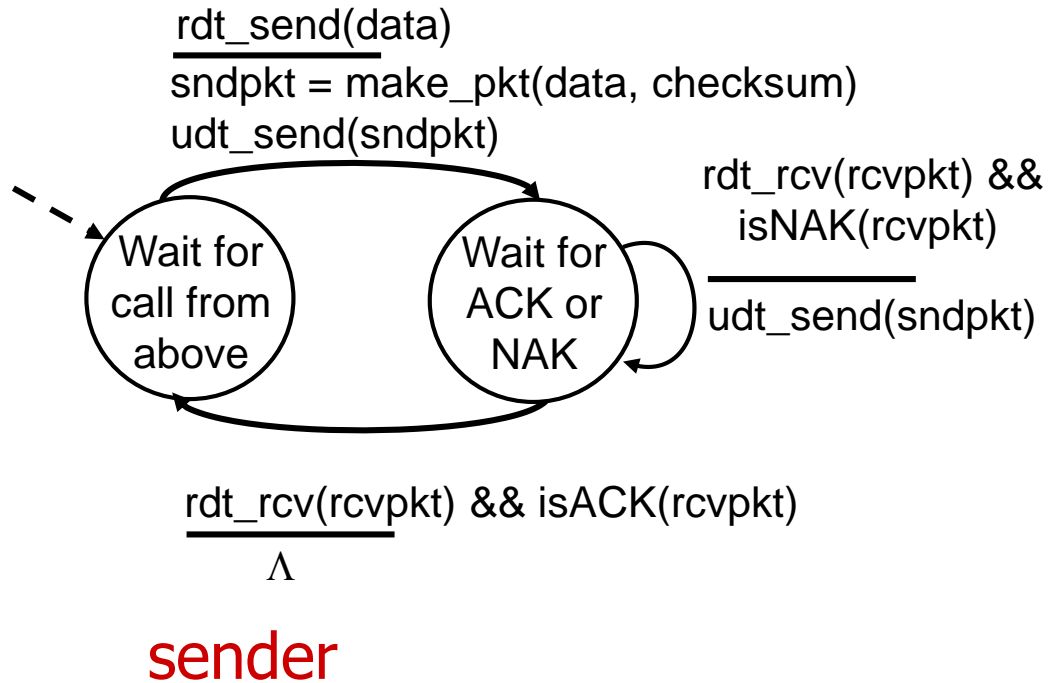 rdt_send(data)
sndpkt = make_pkt(data, checksum)
udt_send(sndpkt)
rdt_rcv(rcvpkt) &&
isNAK(rcvpkt)
udt_send(sndpkt)
Wait for
call from
above
Wait for
ACK or
NAK
rdt_rcv(rcvpkt) && isACK(rcvpkt)
Λ
sender